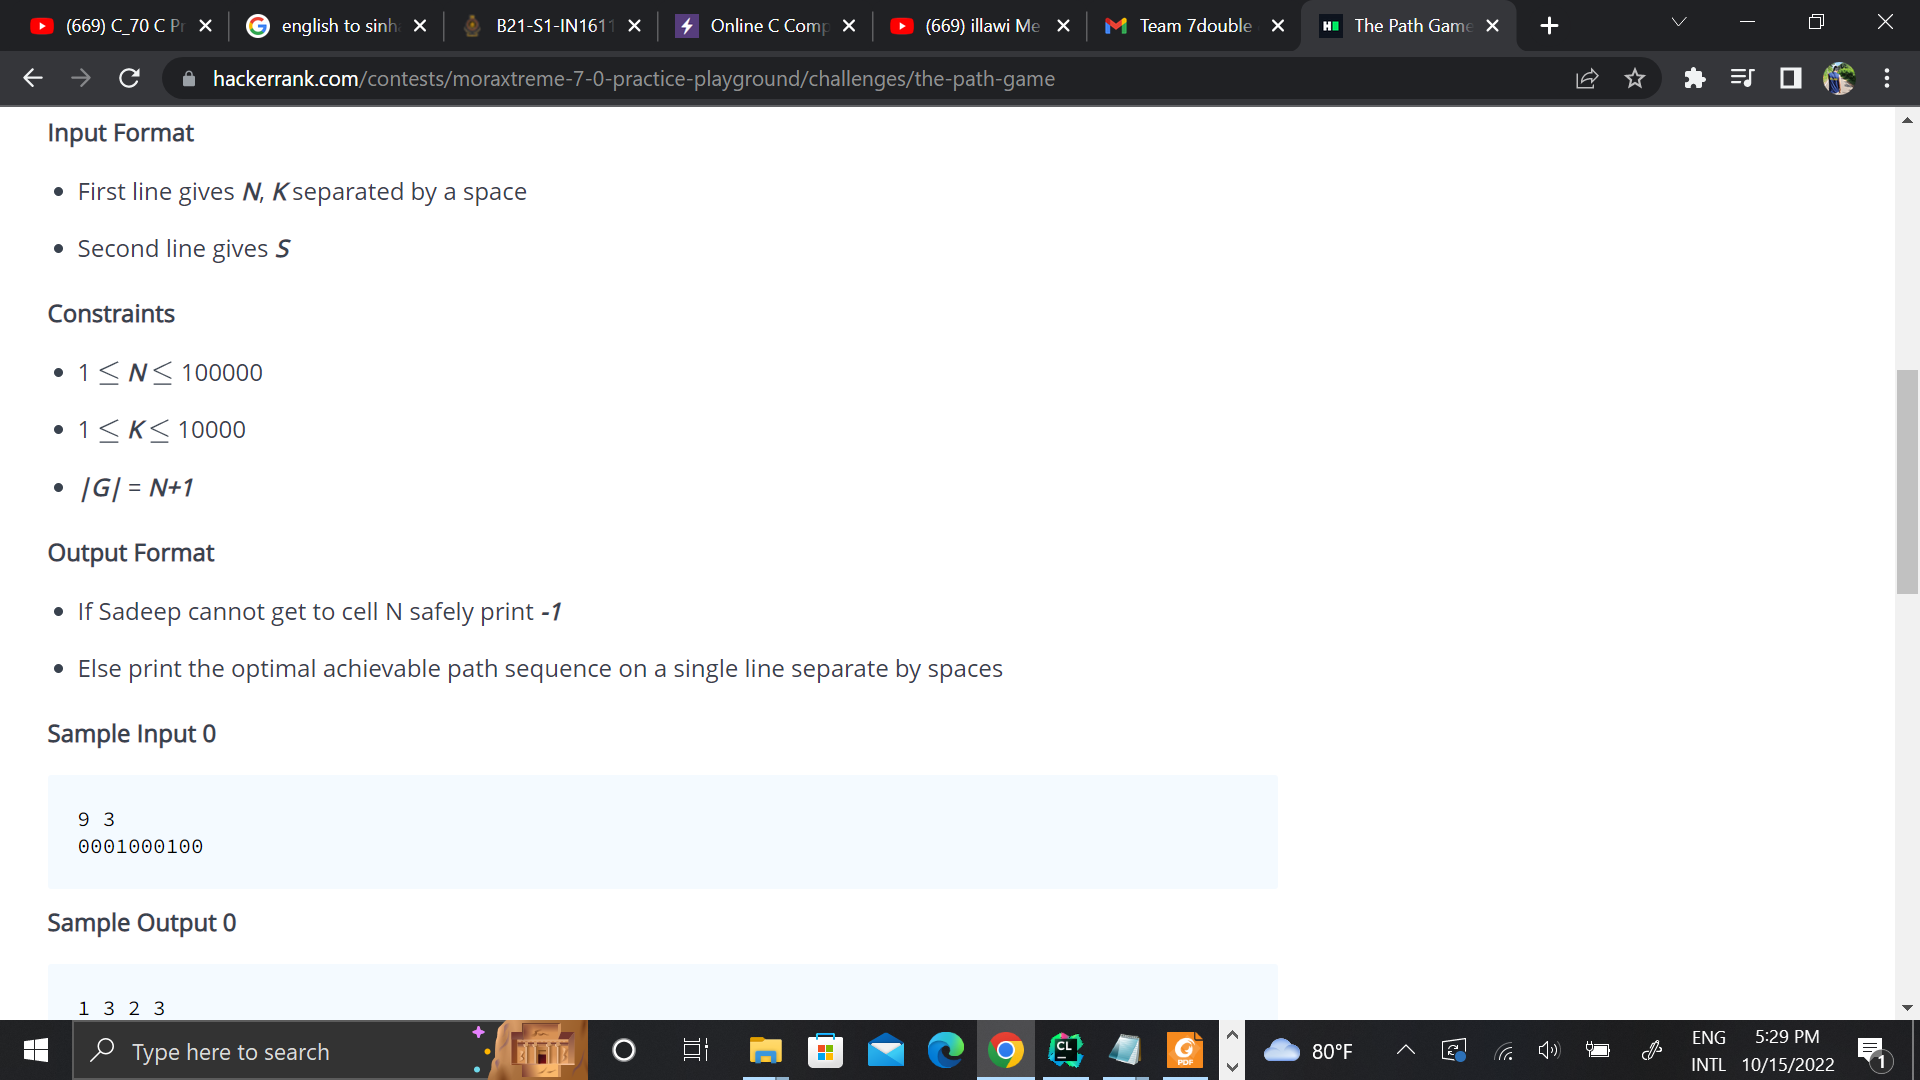 (669) C_70 C Pr
english to sinh
B21-S1-IN1611
Online C Comp
(669) illawi Me
Team 7double
The Path Game
hackerrank.com/contests/moraxtreme-7-0-practice-playground/challenges/the-path-game
Input Format
• First line gives N, K separated by a space
• Second line gives S
Constraints
• 1 ≤ N ≤ 100000
• 1 ≤ K ≤ 10000
• |G| = N+1
Output Format
• If Sadeep cannot get to cell N safely print -1
• Else print the optimal achievable path sequence on a single line separate by spaces
Sample Input 0
9 3
0001000100
Sample Output 0
1 3 2 3
Type here to search
CL
PDF
80°F
ENG
INTL
5:29 PM
10/15/2022
1